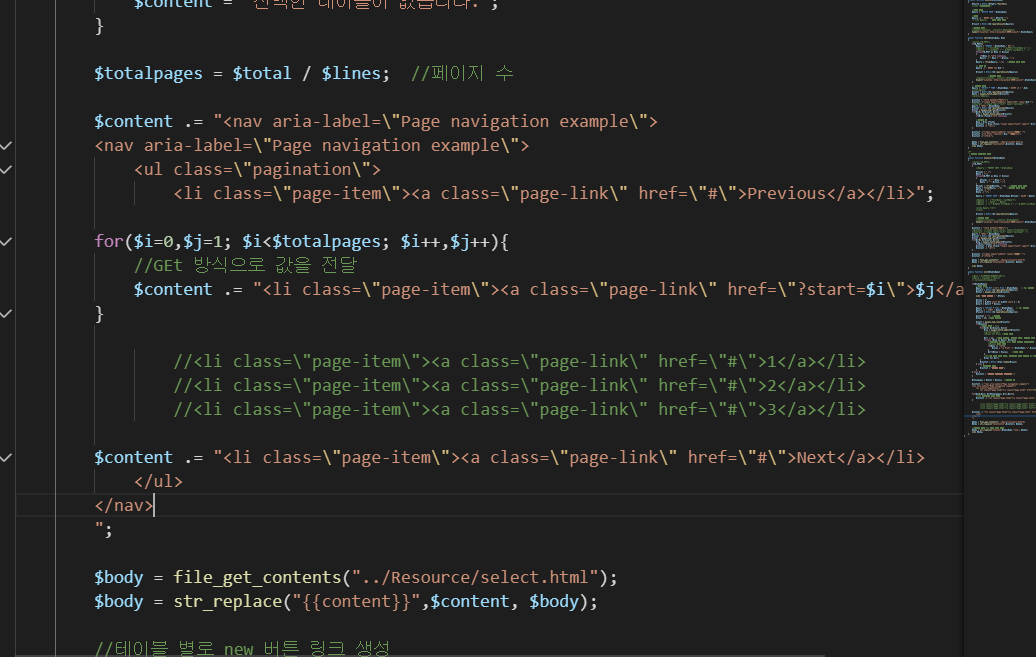 $content = "선택한 테이블이 없습니다.";
}
$totalpages = $total / $lines;  //페이지 수
$content .= "<nav aria-label=\"Page navigation example\">
<nav aria-label=\"Page navigation example\">
<ul class=\"pagination\">
<li class=\"page-item\"><a class=\"page-link\" href=\"#\">Previous</a></li>";
for($i=0,$j=1; $i<$totalpages; $i++,$j++){
//GEt 방식으로 값을 전달
$content .= "<li class=\"page-item\"><a class=\"page-link\" href=\"?start=$i\">$j</a
}
//<li class=\"page-item\"><a class=\"page-link\" href=\"#\">1</a></li>
//<li class=\"page-item\"><a class=\"page-link\" href=\"#\">2</a></li>
//<li class=\"page-item\"><a class=\"page-link\" href=\"#\">3</a></li>
$content .= "<li class=\"page-item\"><a class=\"page-link\" href=\"#\">Next</a></li>
</ul>
</nav>
";
$body = file_get_contents("../Resource/select.html");
$body = str_replace("{{content}}",$content, $body);
//테이블 별로 new 버튼 링크 생성